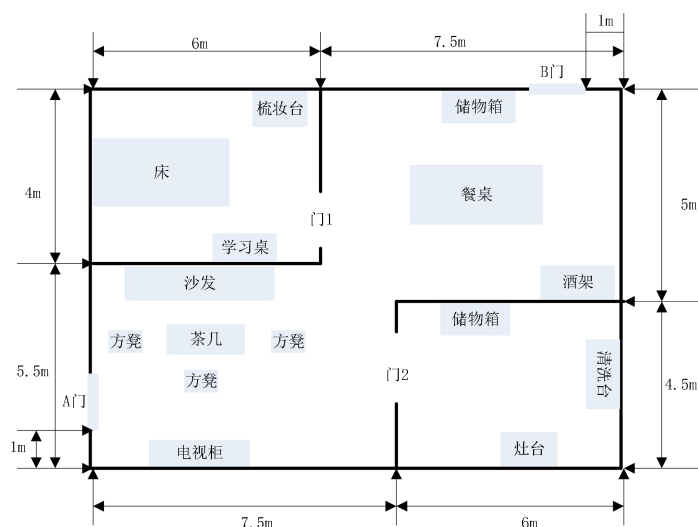 1m
6m
7.5m
B门
梳妆台
储物箱
床
餐桌
4m
5m
门1
学习桌
沙发
酒架
储物箱
方凳
茶几
方凳
清洗台
5.5m
门2
方凳
4.5m
A门
1m
电视柜
灶台
7.5m
6m